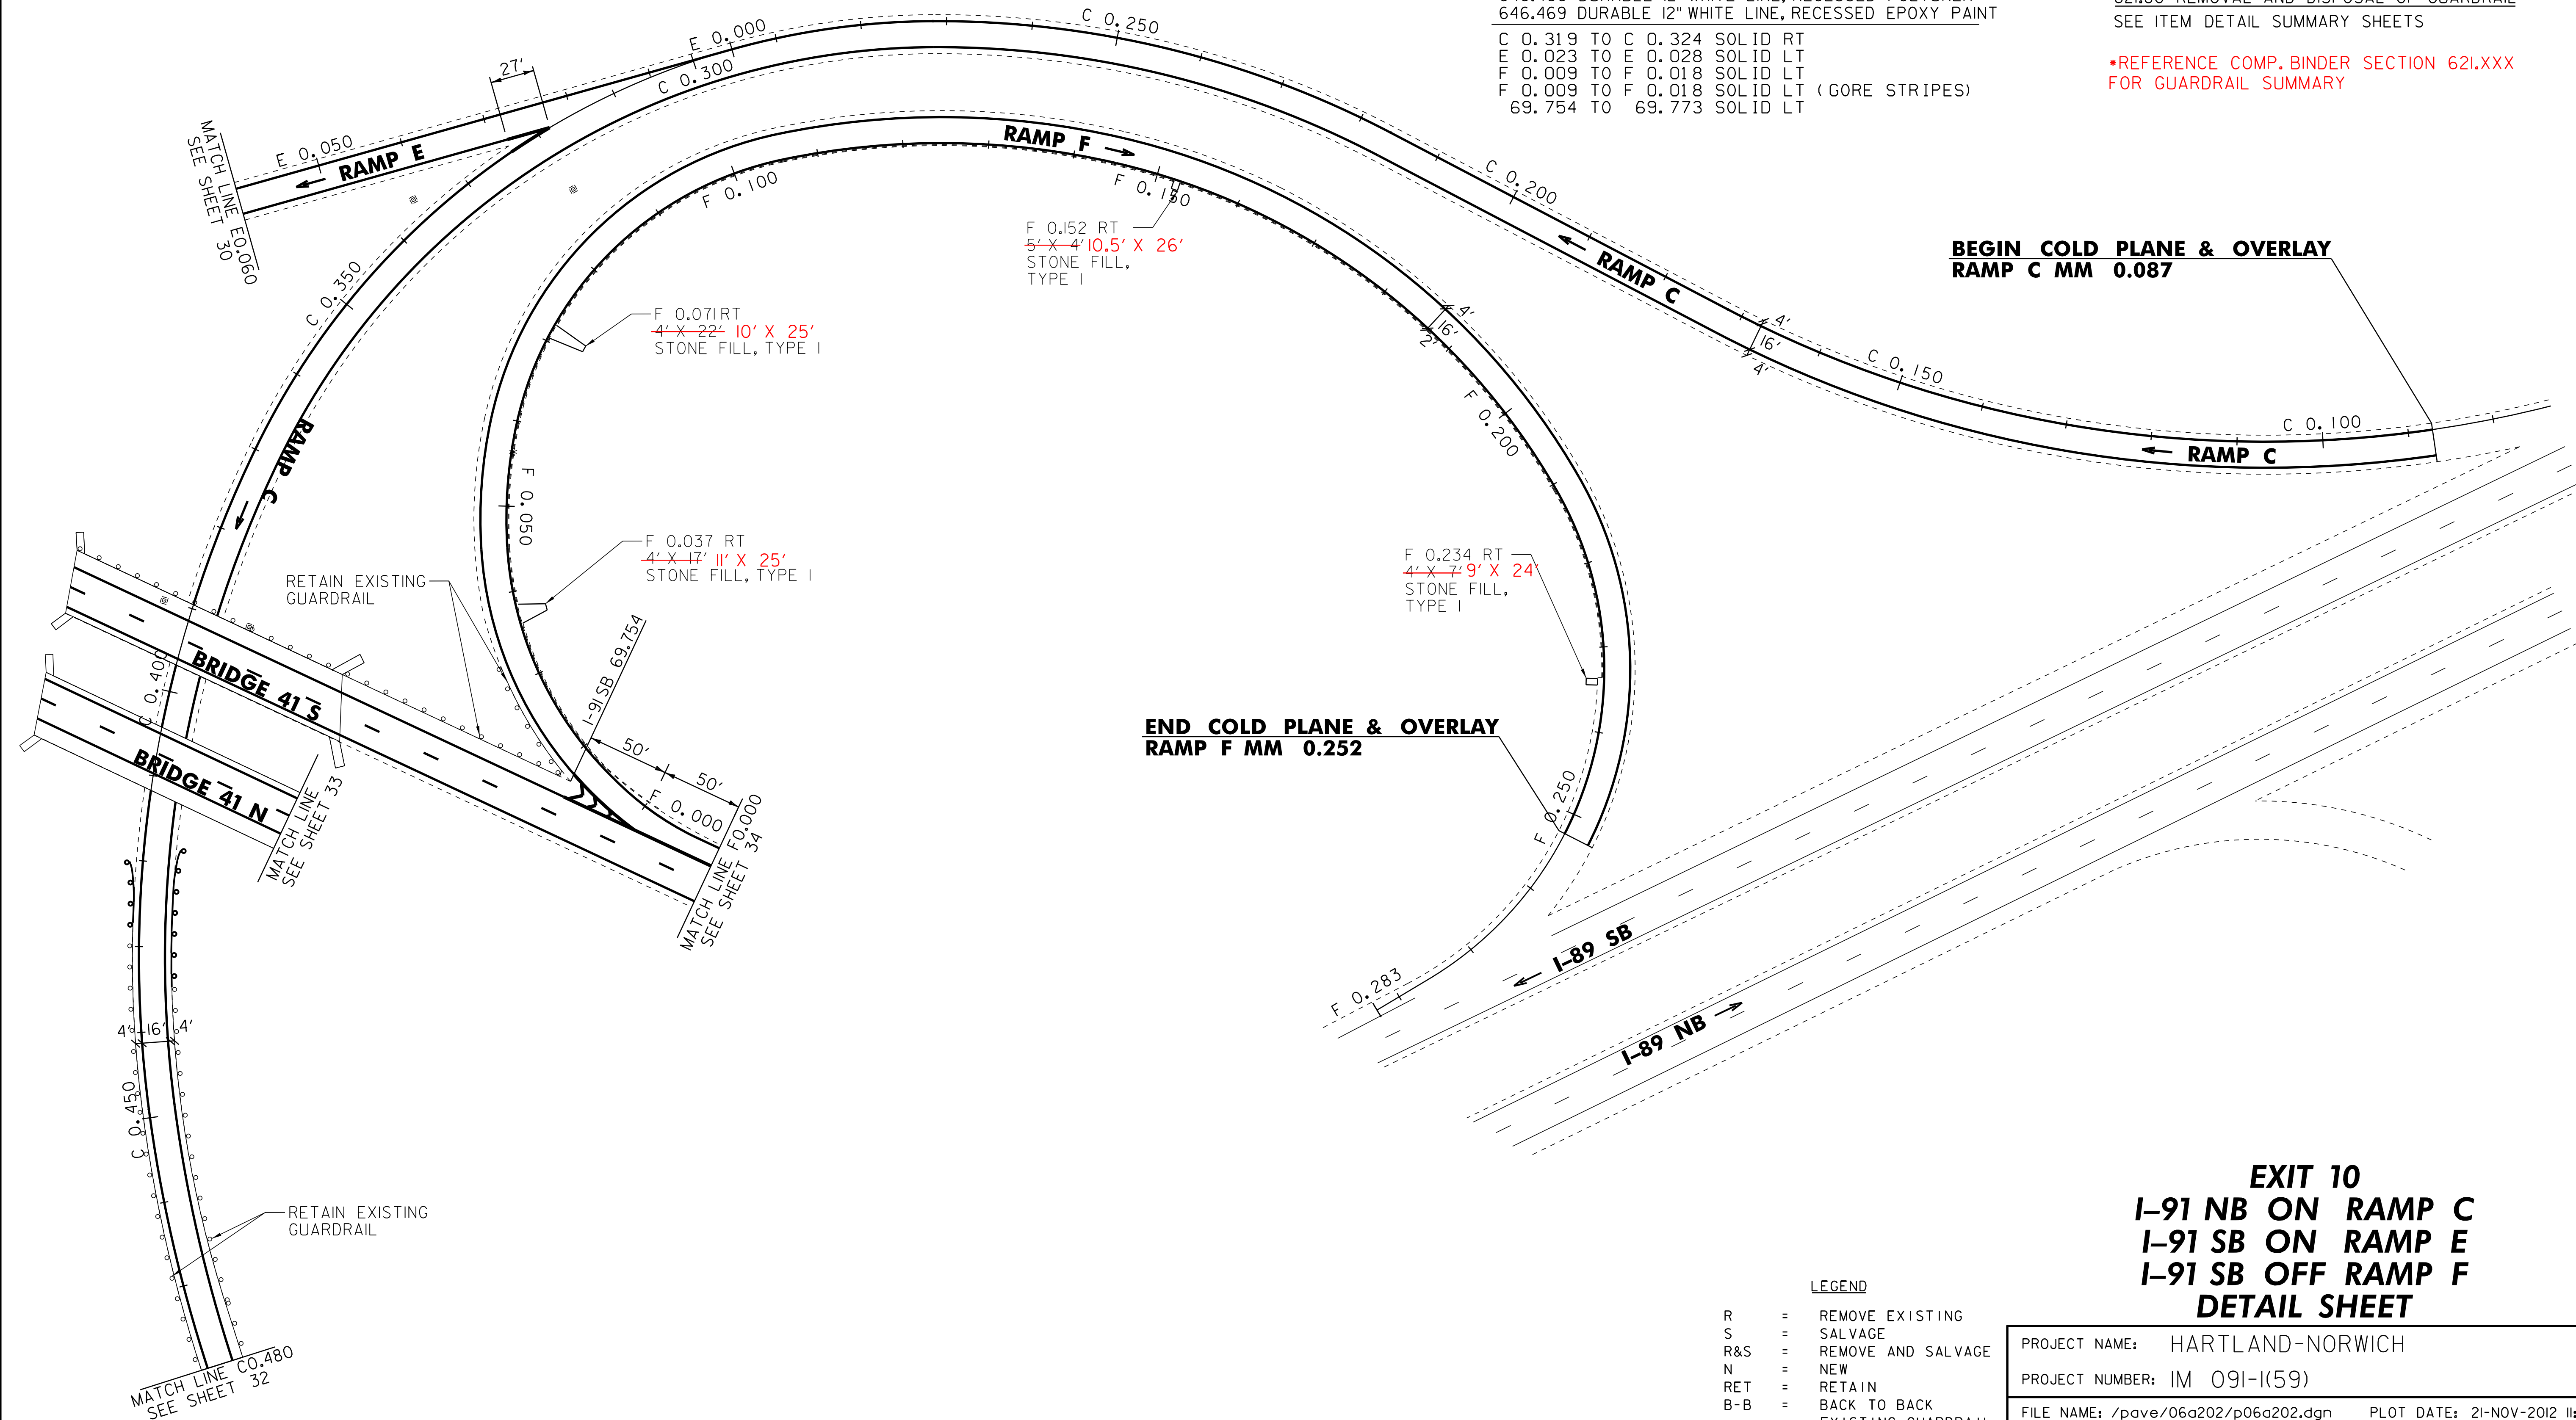 646.469 DURABLE 12" WHITE LINE, RECESSED EPOXY PAINT
C 0.319 TO C 0.324 SOLID RT
E 0.023 TO E 0.028 SOLID LT
F 0.009 TO F 0.018 SOLID LT
F 0.009 TO F 0.018 SOLID LT (GORE STRIPES)
69.754 TO 69.773 SOLID LT
SEE ITEM DETAIL SUMMARY SHEETS
*REFERENCE COMP. BINDER SECTION 621.XXX
FOR GUARDRAIL SUMMARY
C 0.250
E 0.000
C 0.300
27'
E 0.050
RAMP E
MATCH LINE E0.060
SEE SHEET 30
RAMP F
F 0.100
F 0.150
C 0.200
RAMP C
F 0.152 RT
5' X 4' 10.5' X 26'
STONE FILL,
TYPE I
BEGIN COLD PLANE & OVERLAY
RAMP C MM 0.087
C 0.350
F 0.071 RT
4' X 22' 10' X 25'
STONE FILL, TYPE I
4'
16'
2'
4'
16'
4'
C 0.150
F 0.200
C 0.100
RAMP C
RAMP C
F 0.050
F 0.037 RT
4' X 17' 11' X 25'
STONE FILL, TYPE I
F 0.234 RT
4' X 7' 9' X 24'
STONE FILL,
TYPE I
RETAIN EXISTING
GUARDRAIL
I-91 SB 69.754
C 0.400
BRIDGE 41 S
BRIDGE 41 N
MATCH LINE
SEE SHEET 33
50'
50'
F 0.000
MATCH LINE F0.000
SEE SHEET 34
END COLD PLANE & OVERLAY
RAMP F MM 0.252
F 0.250
F 0.283
I-89 SB
I-89 NB
4' 16' 4'
C 0.450
RETAIN EXISTING
GUARDRAIL
MATCH LINE C0.480
SEE SHEET 32
EXIT 10
I-91 NB ON RAMP C
I-91 SB ON RAMP E
I-91 SB OFF RAMP F
DETAIL SHEET
LEGEND
R = REMOVE EXISTING
S = SALVAGE
R&S = REMOVE AND SALVAGE
N = NEW
RET = RETAIN
B-B = BACK TO BACK
PROJECT NAME: HARTLAND-NORWICH
PROJECT NUMBER: IM 091-1(59)
FILE NAME: /pave/06a202/p06a202.dgn PLOT DATE: 21-NOV-2012